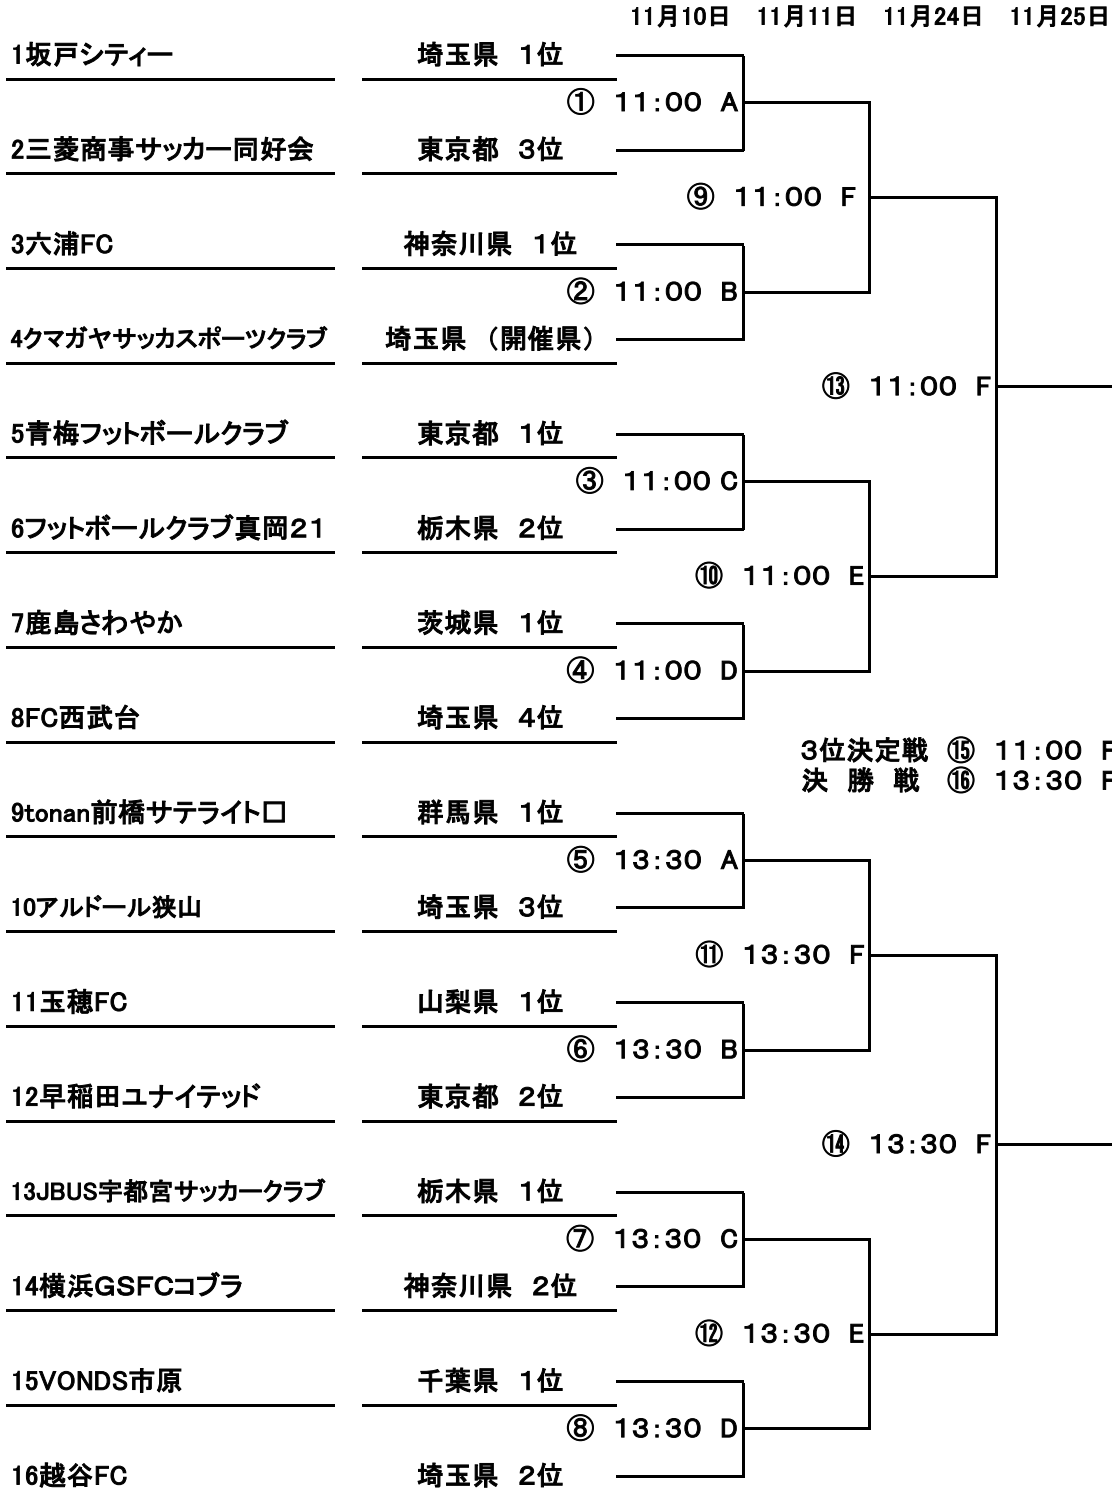 11月10日 11月11日 11月24日 11月25日
1坂戸シティー 埼玉県 1位
① 11:00 A
2三菱商事サッカー同好会 東京都 3位
⑨ 11:00 F
3六浦FC 神奈川県 1位
② 11:00 B
4クマガヤサッカスポーツクラブ 埼玉県 （開催県）
⑬ 11:00 F
5青梅フットボールクラブ 東京都 1位
③ 11:00 C
6フットボールクラブ真岡21 栃木県 2位
⑩ 11:00 E
7鹿島さわやか 茨城県 1位
④ 11:00 D
8FC西武台 埼玉県 4位
3位決定戦 ⑮ 11:00 F
決 勝 戦 ⑯ 13:30 F
9tonan前橋サテライト□ 群馬県 1位
⑤ 13:30 A
10アルドール狭山 埼玉県 3位
⑪ 13:30 F
11玉穂FC 山梨県 1位
⑥ 13:30 B
12早稲田ユナイテッド 東京都 2位
⑭ 13:30 F
13JBUS宇都宮サッカークラブ 栃木県 1位
⑦ 13:30 C
14横浜GSFCコブラ 神奈川県 2位
⑫ 13:30 E
15VONDS市原 千葉県 1位
⑧ 13:30 D
16越谷FC 埼玉県 2位